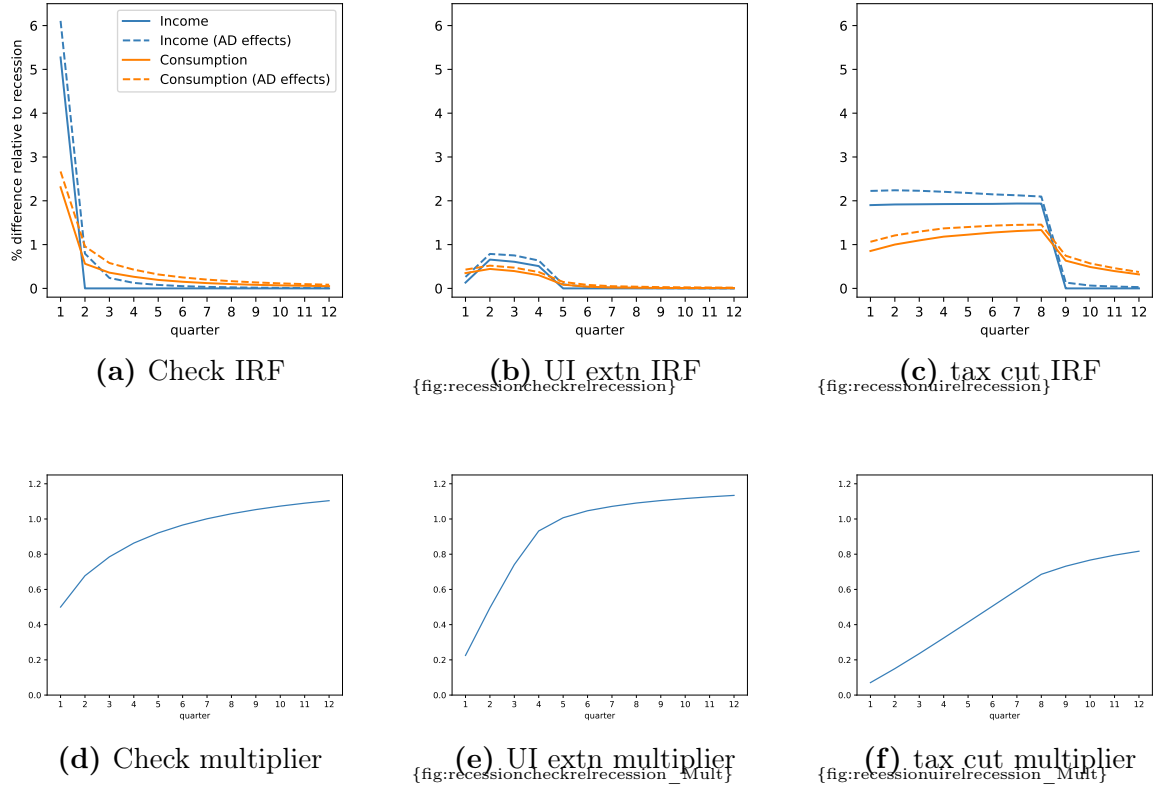 Income
Income (AD effects)
Consumption
Consumption (AD effects)
% difference relative to recession
6
5
4
3
2
1
0
1 2 3 4 5 6 7 8 9 10 11 12
quarter
(a) Check IRF
6
5
4
3
2
1
0
1 2 3 4 5 6 7 8 9 10 11 12
quarter
(b) UI extn IRF
{fig:recessioncheckrelrecession}
6
5
4
3
2
1
0
1 2 3 4 5 6 7 8 9 10 11 12
quarter
(c) tax cut IRF
{fig:recessionuirelrecession}
1.2
1.0
0.8
0.6
0.4
0.2
0.0
1 2 3 4 5 6 7 8 9 10 11 12
quarter
(d) Check multiplier
1.2
1.0
0.8
0.6
0.4
0.2
0.0
1 2 3 4 5 6 7 8 9 10 11 12
quarter
(e) UI extn multiplier
{fig:recessioncheckrelrecession_Mult}
1.2
1.0
0.8
0.6
0.4
0.2
0.0
1 2 3 4 5 6 7 8 9 10 11 12
quarter
(f) tax cut multiplier
{fig:recessionuirelrecession_Mult}